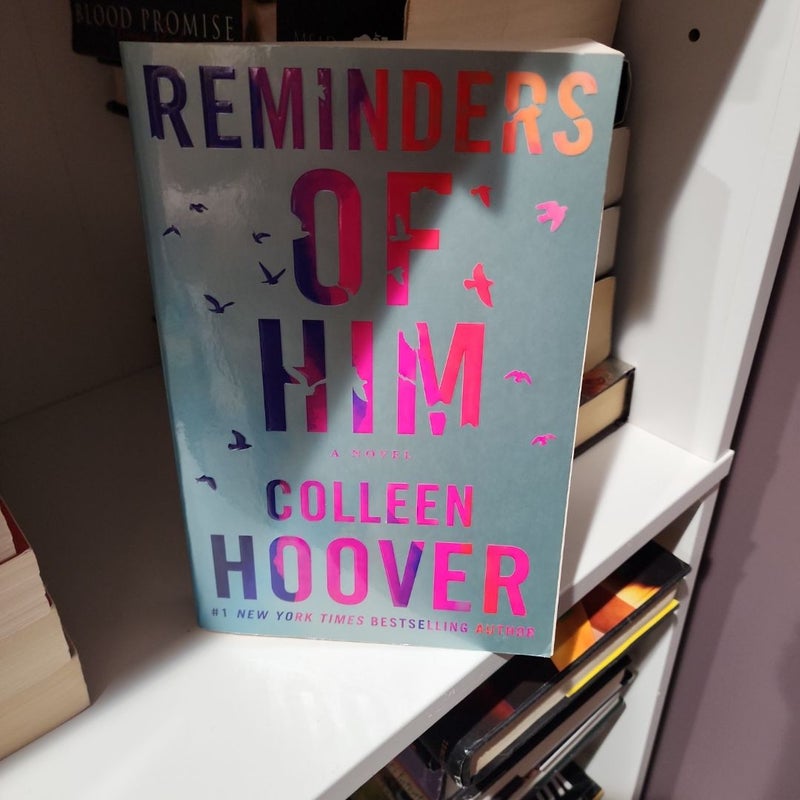 BLOOD PROMISE
REMINDERS
OF
HIM
A NOVEL
COLLEEN
HOOVER
#1 NEW YORK TIMES BESTSELLING AUTHOR